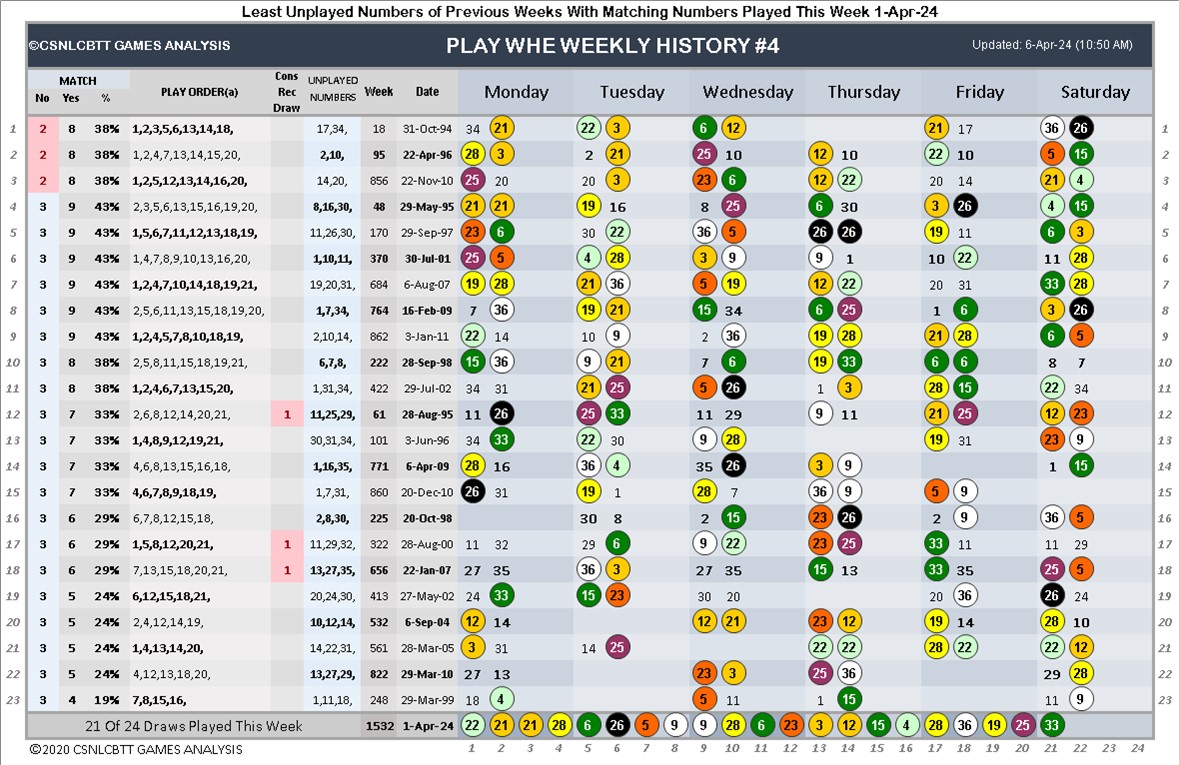 Least Unplayed Numbers of Previous Weeks With Matching Numbers Played This Week 1-Apr-24
©CSNLCBTT GAMES ANALYSIS PLAY WHE WEEKLY HISTORY #4 Updated: 6-Apr-24 (10:50 AM)
MATCH
No Yes % PLAY ORDER(a) Cons Rec Draw UNPLAYED NUMBERS Week Date Monday Tuesday Wednesday Thursday Friday Saturday
1 2 8 38% 1,2,3,5,6,13,14,18, 17,34, 18 31-Oct-94 34 21 22 3 6 12 21 17 36 26 1
2 2 8 38% 1,2,4,7,13,14,15,20, 2,10, 95 22-Apr-96 28 3 2 21 25 10 12 10 22 10 5 15 2
3 2 8 38% 1,2,5,12,13,14,16,20, 14,20, 856 22-Nov-10 25 20 20 3 23 6 12 22 20 14 21 4 3
4 3 9 43% 2,3,5,6,13,15,16,19,20, 8,16,30, 48 29-May-95 21 21 19 16 8 25 6 30 3 26 4 15 4
5 3 9 43% 1,5,6,7,11,12,13,18,19, 11,26,30, 170 29-Sep-97 23 6 30 22 36 5 26 26 19 11 6 3 5
6 3 9 43% 1,4,7,8,9,10,13,16,20, 1,10,11, 370 30-Jul-01 25 5 4 28 3 9 9 1 10 22 11 28 6
7 3 9 43% 1,2,4,7,10,14,18,19,21, 19,20,31, 684 6-Aug-07 19 28 21 36 5 19 12 22 20 31 33 28 7
8 3 9 43% 2,5,6,11,13,15,18,19,20, 1,7,34, 764 16-Feb-09 7 36 19 21 15 34 6 25 1 6 3 26 8
9 3 9 43% 1,2,4,5,7,8,10,18,19, 2,10,14, 862 3-Jan-11 22 14 10 9 2 36 19 28 21 28 6 5 9
10 3 8 38% 2,5,8,11,15,18,19,21, 6,7,8, 222 28-Sep-98 15 36 9 21 7 6 19 33 6 6 8 7 10
11 3 8 38% 1,2,4,6,7,13,15,20, 1,31,34, 422 29-Jul-02 34 31 21 25 5 26 1 3 28 15 22 34 11
12 3 7 33% 2,6,8,12,14,20,21, 1 11,25,29, 61 28-Aug-95 11 26 25 33 11 29 9 11 21 25 12 23 12
13 3 7 33% 1,4,8,9,12,19,21, 30,31,34, 101 3-Jun-96 34 33 22 30 9 28 19 31 23 9 13
14 3 7 33% 4,6,8,13,15,16,18, 1,16,35, 771 6-Apr-09 28 16 36 4 35 26 3 9 1 15 14
15 3 7 33% 4,6,7,8,9,18,19, 1,7,31, 860 20-Dec-10 26 31 19 1 28 7 36 9 5 9 15
16 3 6 29% 6,7,8,12,15,18, 2,8,30, 225 20-Oct-98 30 8 2 15 23 26 2 9 36 5 16
17 3 6 29% 1,5,8,12,20,21, 1 11,29,32, 322 28-Aug-00 11 32 29 6 9 22 23 25 33 11 11 29 17
18 3 6 29% 7,13,15,18,20,21, 1 13,27,35, 656 22-Jan-07 27 35 36 3 27 35 15 13 33 35 25 5 18
19 3 5 24% 6,12,15,18,21, 20,24,30, 413 27-May-02 24 33 15 23 30 20 20 36 26 24 19
20 3 5 24% 2,4,12,14,19, 10,12,14, 532 6-Sep-04 12 14 12 21 23 12 19 14 28 10 20
21 3 5 24% 1,4,13,14,20, 14,22,31, 561 28-Mar-05 3 31 14 25 22 22 28 22 22 12 21
22 3 5 24% 4,12,13,18,20, 13,27,29, 822 29-Mar-10 27 13 23 3 25 36 29 28 22
23 3 4 19% 7,8,15,16, 1,11,18, 248 29-Mar-99 18 4 5 11 1 15 11 9 23
21 Of 24 Draws Played This Week 1532 1-Apr-24 22 21 21 28 6 26 5 9 9 28 6 23 3 12 15 4 28 36 19 25 33
©2020 CSNLCBTT GAMES ANALYSIS 1 2 3 4 5 6 7 8 9 10 11 12 13 14 15 16 17 18 19 20 21 22 23 24